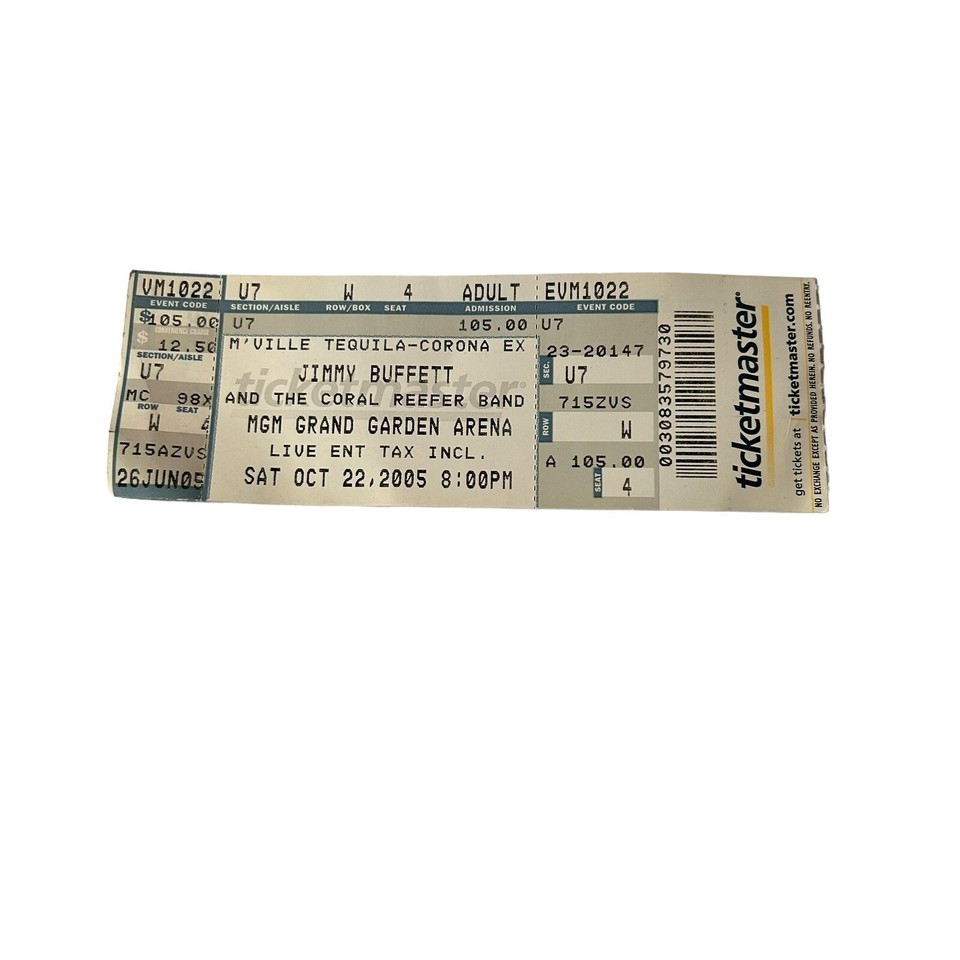 VM1022
EVENT CODE
$105.00
CONVENIENCE CHARGE
$ 12.50
SECTION/AISLE
U7
MC 98X
ROW SEAT
W
715AZVS
26JUN05
U7 W 4 ADULT
SECTION/AISLE ROW/BOX SEAT ADMISSION
U7 105.00
M'VILLE TEQUILA-CORONA EX
JIMMY BUFFETT
AND THE CORAL REEFER BAND
MGM GRAND GARDEN ARENA
LIVE ENT TAX INCL.
SAT OCT 22,2005 8:00PM
ticketmaster®
EVM1022
EVENT CODE
U7
23-20147
SEC. U7
715ZVS
ROW W
A 105.00
SEAT 4
003083579730
ticketmaster®
get tickets at ticketmaster.com
NO EXCHANGE EXCEPT AS PROVIDED HEREIN. NO REFUNDS. NO REENTRY.